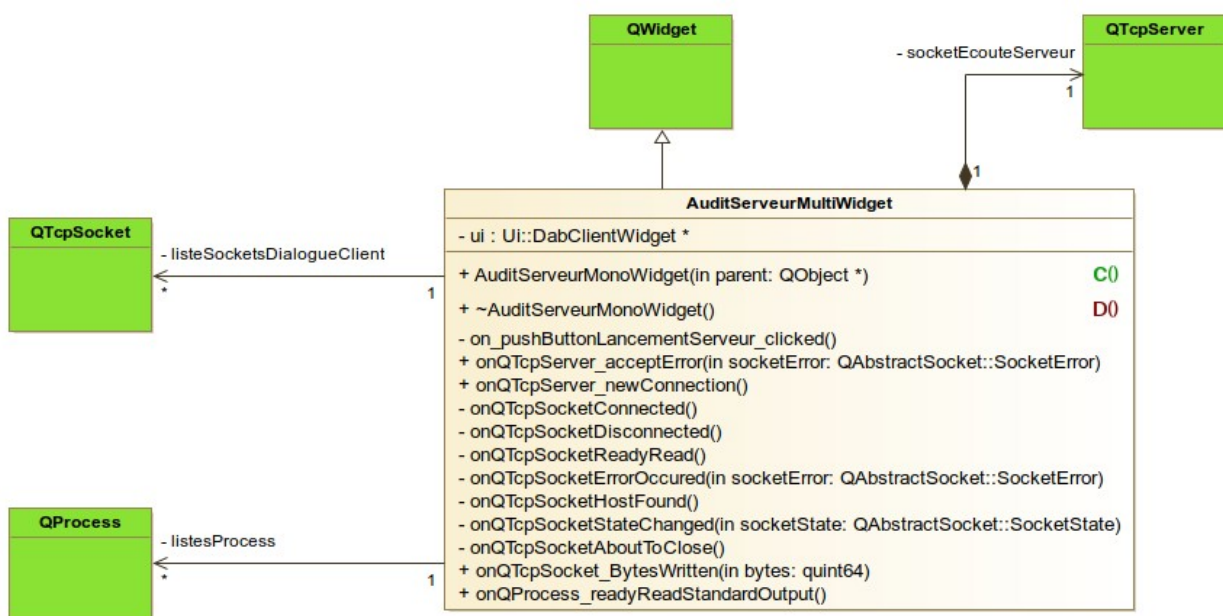 QWidget
QTcpServer
- socketEcouteServeur
1
1
AuditServeurMultiWidget
QTcpSocket
- ui : Ui::DabClientWidget *
- listeSocketsDialogueClient
* 1
+ AuditServeurMonoWidget(in parent: QObject *) C()
+ ~AuditServeurMonoWidget() D()
- on_pushButtonLancementServeur_clicked()
+ onQTcpServer_acceptError(in socketError: QAbstractSocket::SocketError)
+ onQTcpServer_newConnection()
- onQTcpSocketConnected()
- onQTcpSocketDisconnected()
- onQTcpSocketReadyRead()
- onQTcpSocketErrorOccured(in socketError: QAbstractSocket::SocketError)
- onQTcpSocketHostFound()
- onQTcpSocketStateChanged(in socketState: QAbstractSocket::SocketState)
- onQTcpSocketAboutToClose()
+ onQTcpSocket_BytesWritten(in bytes: quint64)
+ onQProcess_readyReadStandardOutput()
QProcess
- listesProcess
* 1